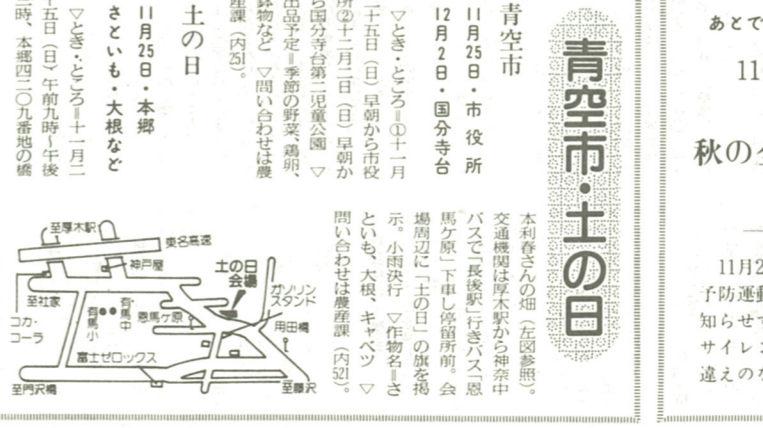 青空市・土の日
青空市
11月25日・市役所
12月2日・国分寺台
▽とき・ところ＝①十一月
二十五日（日）早朝から市役
所②十二月二日（日）早朝か
ら国分寺台第二児童公園　▽
出品予定＝季節の野菜、鶏卵、
鉢物など　▽問い合わせは農
産課（内251）。
土の日
11月25日・本郷
さといも・大根など
▽とき・ところ＝十一月二
十五日（日）午前九時〜午後
三時、本郷四二〇九番地の橋
本利春さんの畑（左図参照）。
交通機関は厚木駅から神奈中
バスで「長後駅」行きバス「恩
馬ケ原」下車し停留所前。会
場周辺に「土の日」の旗を掲
示。小雨決行　▽作物名＝さ
といも、大根、キャベツ　▽
問い合わせは農産課（内521）。
至厚木駅
東名高速
神戸屋
土の日
会場
ガソリン
スタンド
至社家
有馬中
有馬小
恩馬ケ原
用田橋
コカ・
コーラ
富士ゼロックス
至門沢橋
至藤沢
あとで
11
秋の
11月2
予防運動
知らせて
サイレン
違えのな